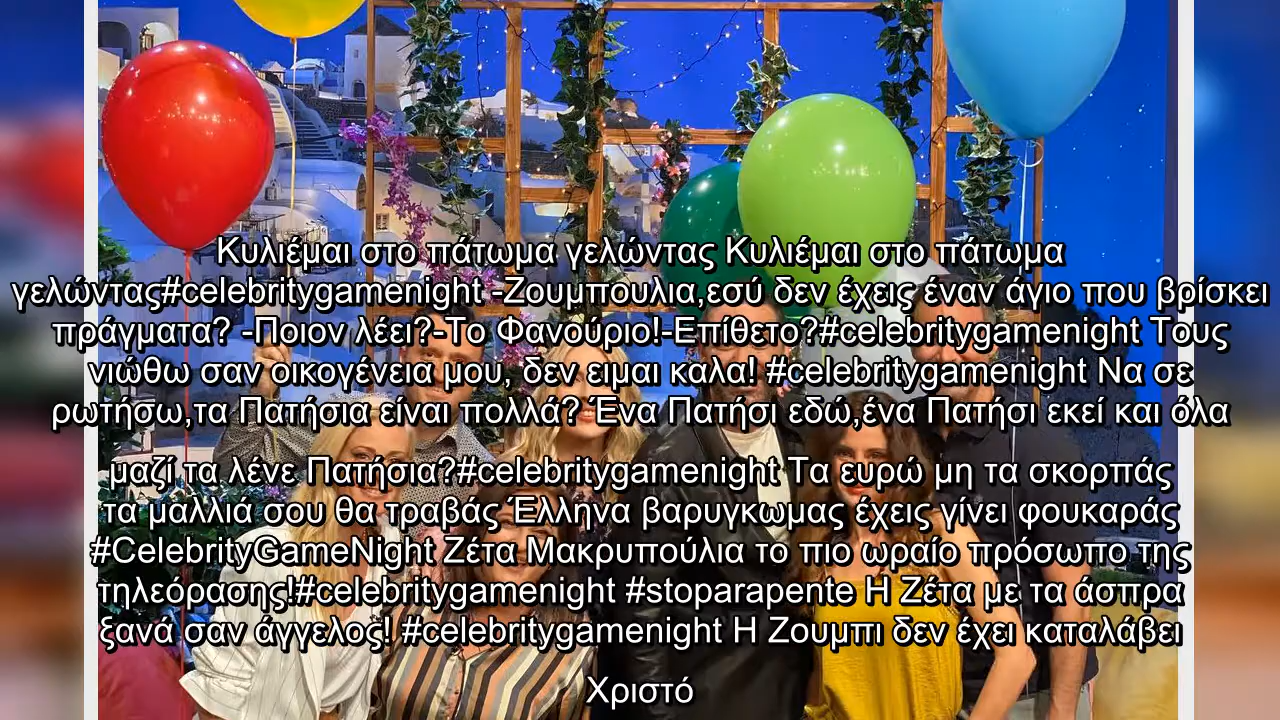 Κυλιέμαι στο πάτωμα γελώντας Κυλιέμαι στο πάτωμα
γελώντας#celebritygamenight -Ζουμπουλια,εσύ δεν έχεις έναν άγιο που βρίσκει
πράγματα? -Ποιον λέει?-Το Φανούριο!-Επίθετο?#celebritygamenight Τους
νιώθω σαν οικογένεια μου, δεν ειμαι καλα! #celebritygamenight Να σε
ρωτήσω,τα Πατήσια είναι πολλά? Ένα Πατήσι εδώ,ένα Πατήσι εκεί και όλα
μαζί τα λένε Πατήσια?#celebritygamenight Τα ευρώ μη τα σκορπάς
τα μαλλιά σου θα τραβάς Έλληνα βαρυγκωμας έχεις γίνει φουκαράς
#CelebrityGameNight Ζέτα Μακρυπούλια το πιο ωραίο πρόσωπο της
τηλεόρασης!#celebritygamenight #stoparapente Η Ζέτα με τα άσπρα
ξανά σαν άγγελος! #celebritygamenight Η Ζουμπι δεν έχει καταλάβει
Χριστό